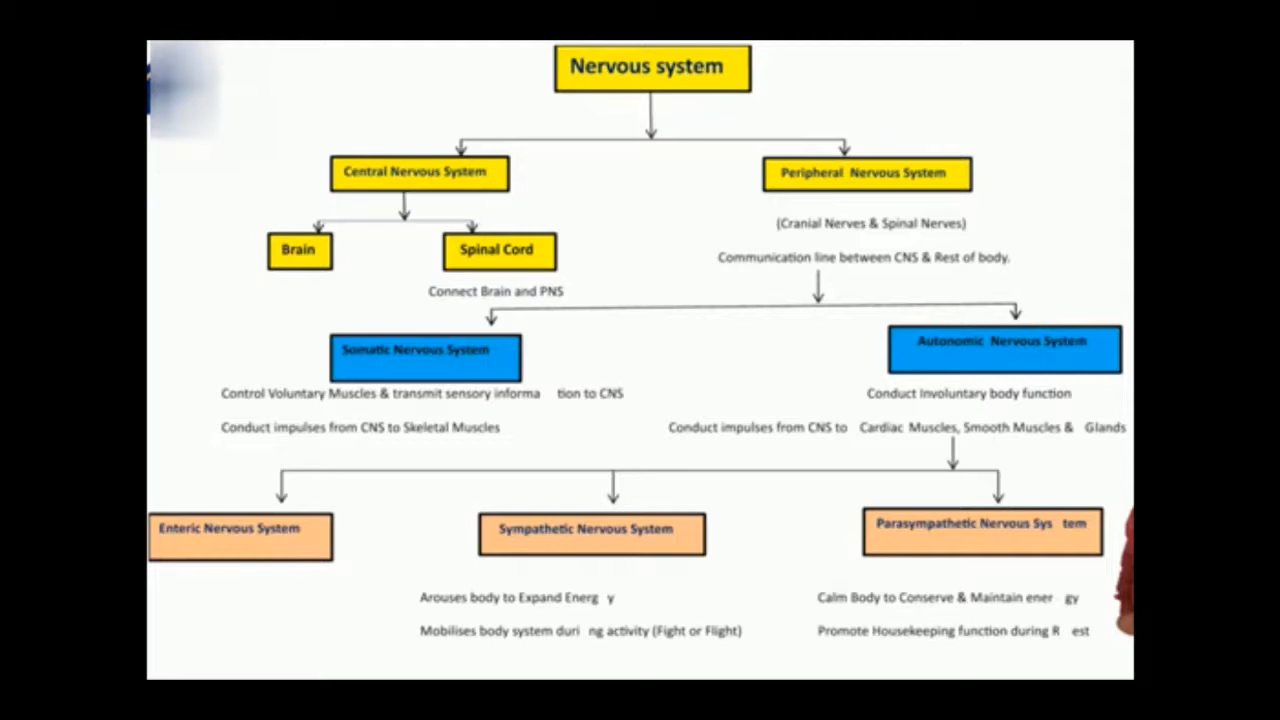 Nervous system
Central Nervous System
Peripheral Nervous System
(Cranial Nerves & Spinal Nerves)
Brain
Spinal Cord
Communication line between CNS & Rest of body.
Connect Brain and PNS
Somatic Nervous System
Autonomic Nervous System
Control Voluntary Muscles & transmit sensory informa tion to CNS
Conduct Involuntary body function
Conduct impulses from CNS to Skeletal Muscles
Conduct impulses from CNS to Cardiac Muscles, Smooth Muscles & Glands
Enteric Nervous System
Sympathetic Nervous System
Parasympathetic Nervous Sys tem
Arouses body to Expand Energ y
Calm Body to Conserve & Maintain ener gy
Mobilises body system duri ng activity (Fight or Flight)
Promote Housekeeping function during R est